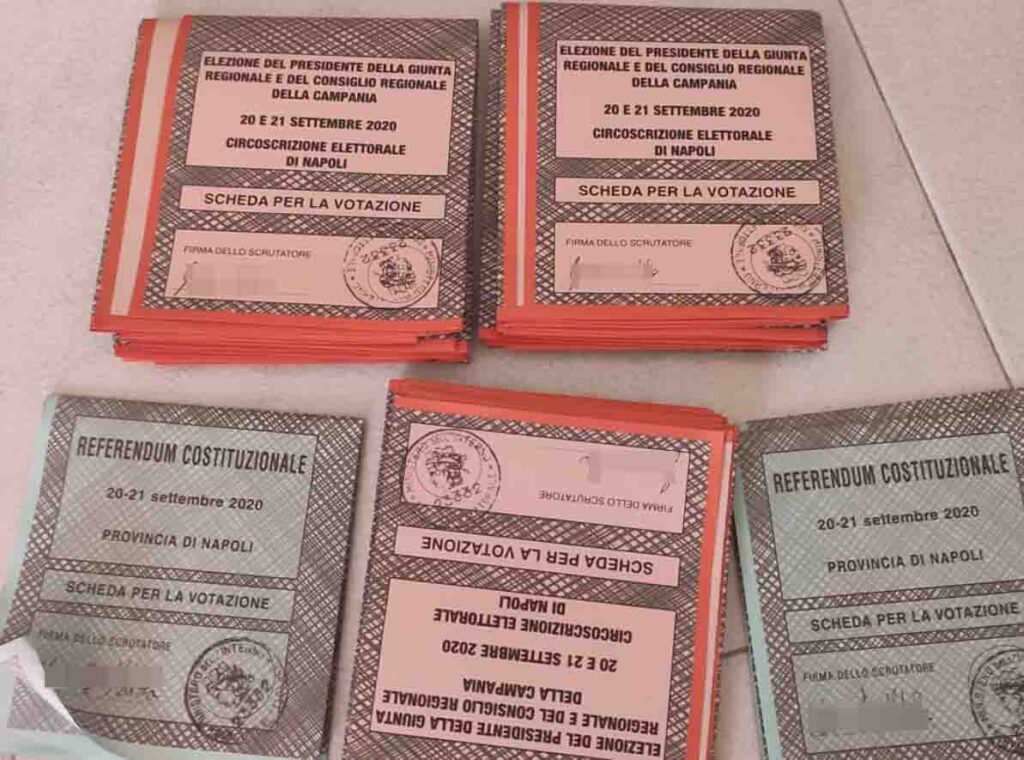 ELEZIONE DEL PRESIDENTE DELLA GIUNTA
REGIONALE E DEL CONSIGLIO REGIONALE
DELLA CAMPANIA
20 E 21 SETTEMBRE 2020
CIRCOSCRIZIONE ELETTORALE
DI NAPOLI
SCHEDA PER LA VOTAZIONE
FIRMA DELLO SCRUTATORE
ELEZIONE DEL PRESIDENTE DELLA GIUNTA
REGIONALE E DEL CONSIGLIO REGIONALE
DELLA CAMPANIA
20 E 21 SETTEMBRE 2020
CIRCOSCRIZIONE ELETTORALE
DI NAPOLI
SCHEDA PER LA VOTAZIONE
FIRMA DELLO SCRUTATORE
REFERENDUM COSTITUZIONALE
20-21 settembre 2020
PROVINCIA DI NAPOLI
SCHEDA PER LA VOTAZIONE
FIRMA DELLO SCRUTATORE
ELEZIONE DEL PRESIDENTE DELLA GIUNTA
REGIONALE E DEL CONSIGLIO REGIONALE
DELLA CAMPANIA
20 E 21 SETTEMBRE 2020
CIRCOSCRIZIONE ELETTORALE
DI NAPOLI
SCHEDA PER LA VOTAZIONE
FIRMA DELLO SCRUTATORE
REFERENDUM COSTITUZIONALE
20-21 settembre 2020
PROVINCIA DI NAPOLI
SCHEDA PER LA VOTAZIONE
FIRMA DELLO SCRUTATORE